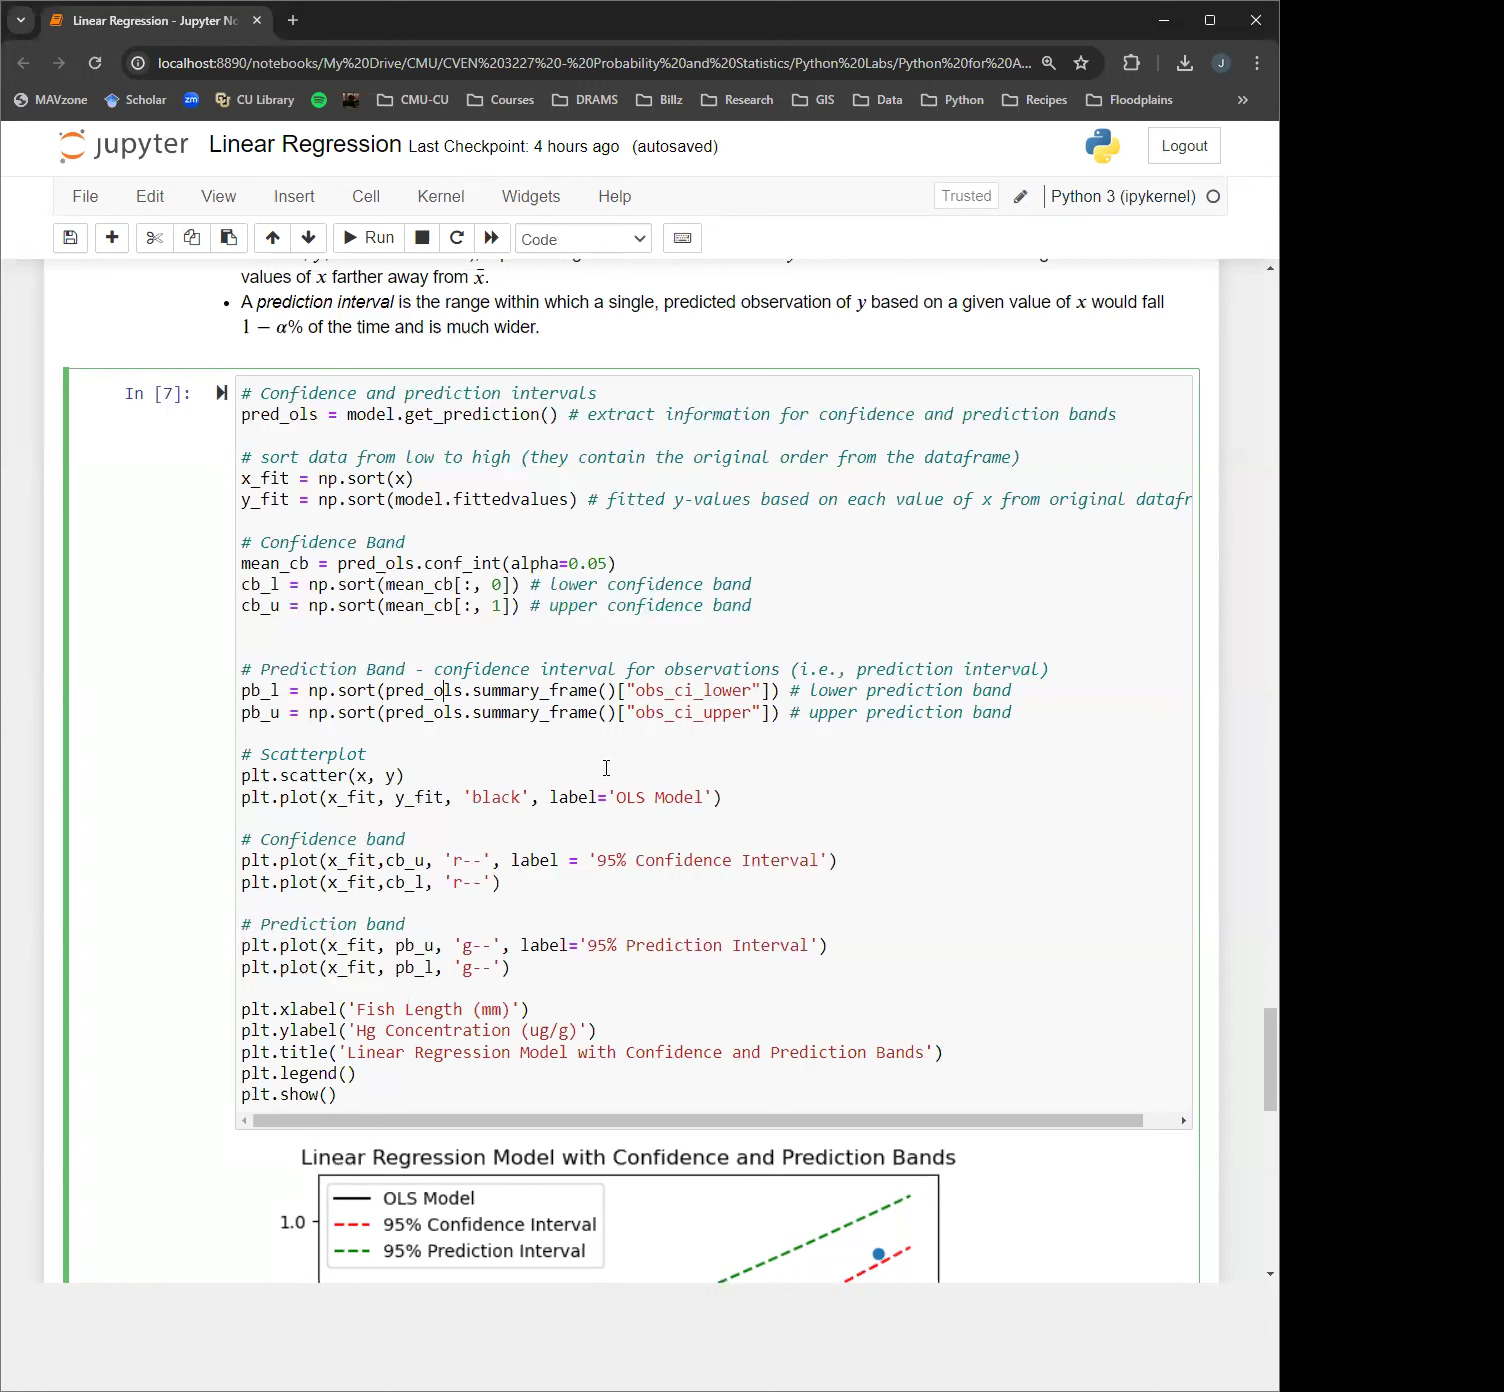 Linear Regression - Jupyter No
localhost:8890/notebooks/My%20Drive/CMU/CVEN%203227%20-%20Probability%20and%20Statistics/Python%20Labs/Python%20for%20A...
J
MAVzone Scholar zm CU Library CMU-CU Courses DRAMS Billz Research GIS Data Python Recipes Floodplains »
jupyter Linear Regression Last Checkpoint: 4 hours ago (autosaved) Logout
File Edit View Insert Cell Kernel Widgets Help Trusted Python 3 (ipykernel)
Run Code
values of x farther away from x̄.
• A prediction interval is the range within which a single, predicted observation of y based on a given value of x would fall
1 − α% of the time and is much wider.
In [7]: # Confidence and prediction intervals
pred_ols = model.get_prediction() # extract information for confidence and prediction bands
# sort data from low to high (they contain the original order from the dataframe)
x_fit = np.sort(x)
y_fit = np.sort(model.fittedvalues) # fitted y-values based on each value of x from original datafr
# Confidence Band
mean_cb = pred_ols.conf_int(alpha=0.05)
cb_l = np.sort(mean_cb[:, 0]) # lower confidence band
cb_u = np.sort(mean_cb[:, 1]) # upper confidence band
# Prediction Band - confidence interval for observations (i.e., prediction interval)
pb_l = np.sort(pred_ols.summary_frame()["obs_ci_lower"]) # lower prediction band
pb_u = np.sort(pred_ols.summary_frame()["obs_ci_upper"]) # upper prediction band
# Scatterplot
plt.scatter(x, y)
plt.plot(x_fit, y_fit, 'black', label='OLS Model')
# Confidence band
plt.plot(x_fit,cb_u, 'r--', label = '95% Confidence Interval')
plt.plot(x_fit,cb_l, 'r--')
# Prediction band
plt.plot(x_fit, pb_u, 'g--', label='95% Prediction Interval')
plt.plot(x_fit, pb_l, 'g--')
plt.xlabel('Fish Length (mm)')
plt.ylabel('Hg Concentration (ug/g)')
plt.title('Linear Regression Model with Confidence and Prediction Bands')
plt.legend()
plt.show()
Linear Regression Model with Confidence and Prediction Bands
OLS Model
1.0
95% Confidence Interval
95% Prediction Interval